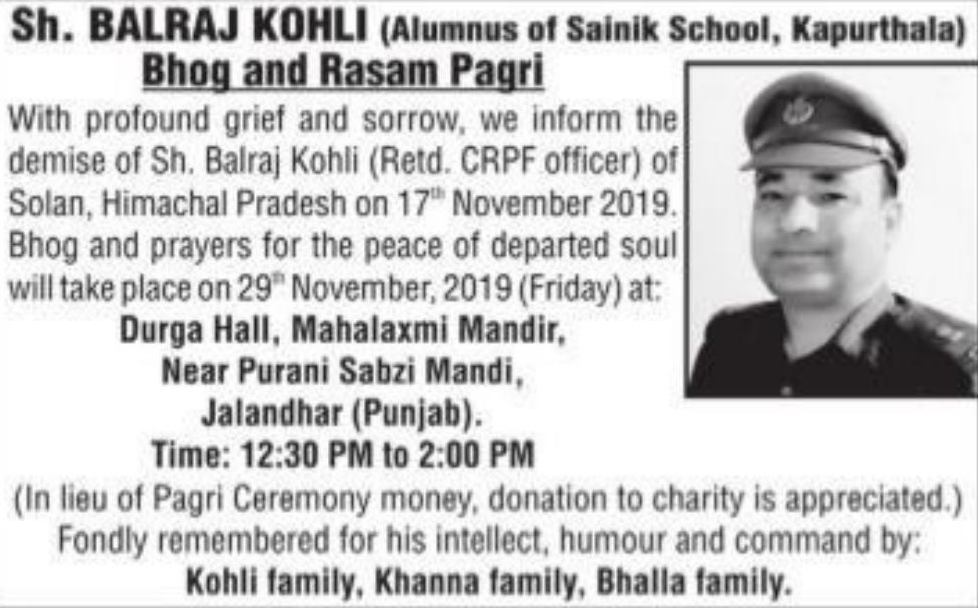 Sh. BALRAJ KOHLI (Alumnus of Sainik School, Kapurthala)
Bhog and Rasam Pagri
With profound grief and sorrow, we inform the
demise of Sh. Balraj Kohli (Retd. CRPF officer) of
Solan, Himachal Pradesh on 17th November 2019.
Bhog and prayers for the peace of departed soul
will take place on 29th November, 2019 (Friday) at:
Durga Hall, Mahalaxmi Mandir,
Near Purani Sabzi Mandi,
Jalandhar (Punjab).
Time: 12:30 PM to 2:00 PM
(In lieu of Pagri Ceremony money, donation to charity is appreciated.)
Fondly remembered for his intellect, humour and command by:
Kohli family, Khanna family, Bhalla family.